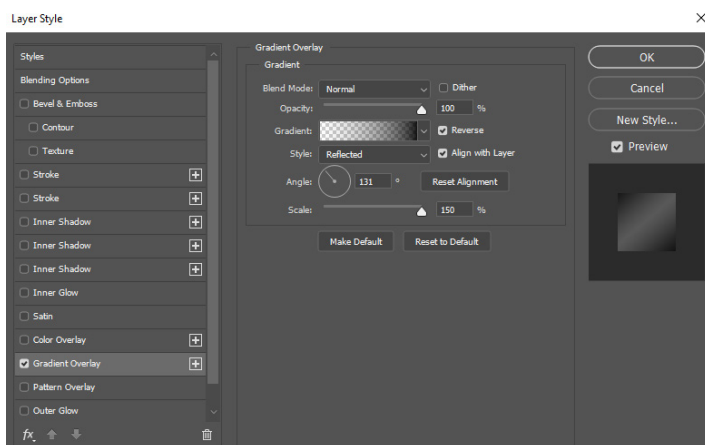 Layer Style
Styles
Blending Options
Bevel & Emboss
Contour
Texture
Stroke
Stroke
Inner Shadow
Inner Shadow
Inner Shadow
Inner Glow
Satin
Color Overlay
Gradient Overlay
Pattern Overlay
Outer Glow
fx
Gradient Overlay
Gradient
Blend Mode: Normal Dither
Opacity: 100 %
Gradient: Reverse
Style: Reflected Align with Layer
Angle: 131 ° Reset Alignment
Scale: 150 %
Make Default Reset to Default
OK
Cancel
New Style...
Preview